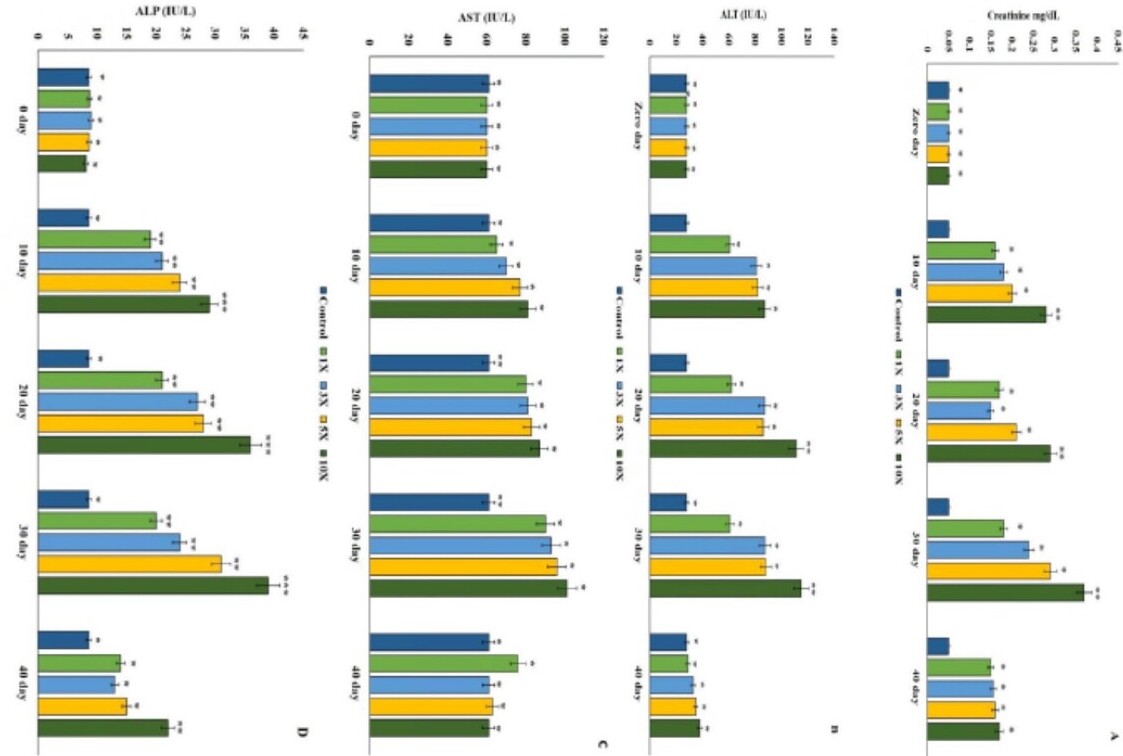 A
Creatinine mg/dL
0.45
0.4
0.35
0.3
0.25
0.2
0.15
0.1
0.05
0
Zero day
10 day
20 day
30 day
40 day
Control 1X 3X 5X 10X
B
ALT (IU/L)
140
120
100
80
60
40
20
0
Zero day
10 day
20 day
30 day
40 day
Control 1X 3X 5X 10X
C
AST (IU/L)
120
100
80
60
40
20
0
0 day
10 day
20 day
30 day
40 day
Control 1X 3X 5X 10X
D
ALP (IU/L)
45
40
35
30
25
20
15
10
5
0
0 day
10 day
20 day
30 day
40 day